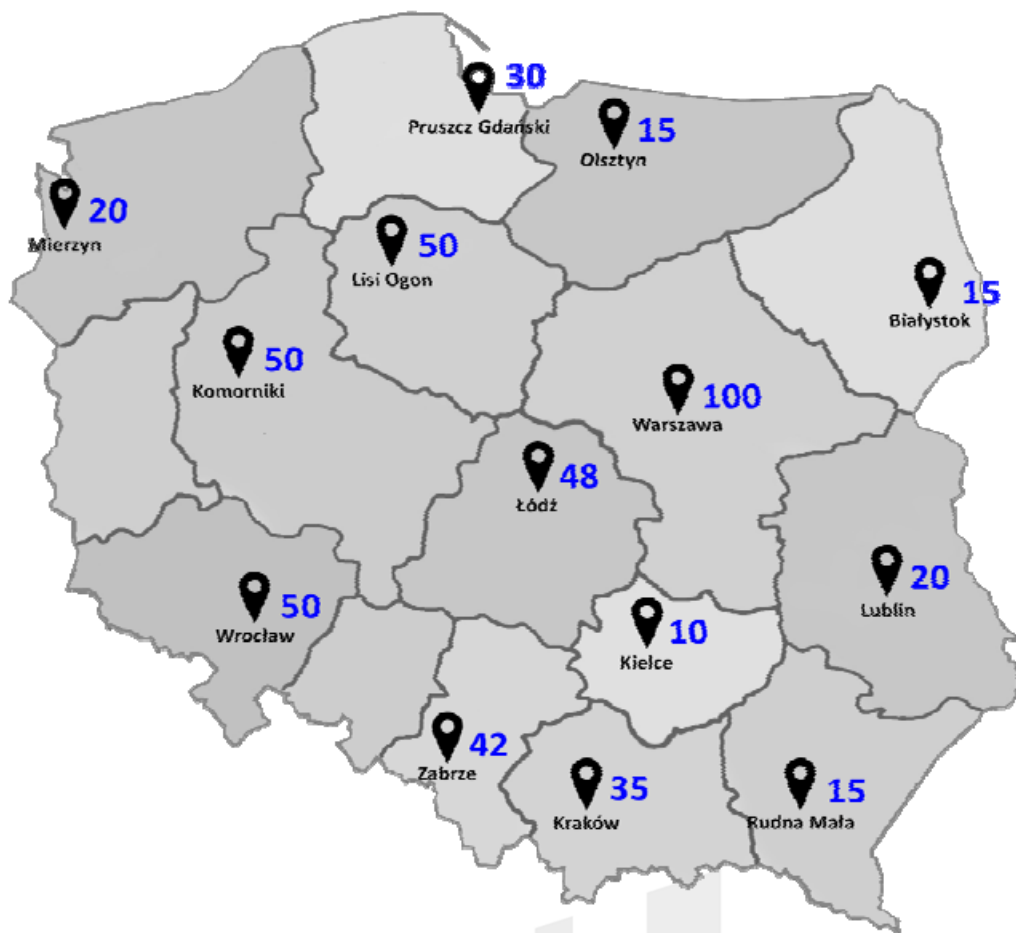 30
Pruszcz Gdański
15
Olsztyn
20
Mierzyn
50
Lisi Ogon
15
Białystok
50
Komorniki
100
Warszawa
48
Łódź
20
Lublin
50
Wrocław
10
Kielce
42
Zabrze
35
Kraków
15
Rudna Mała